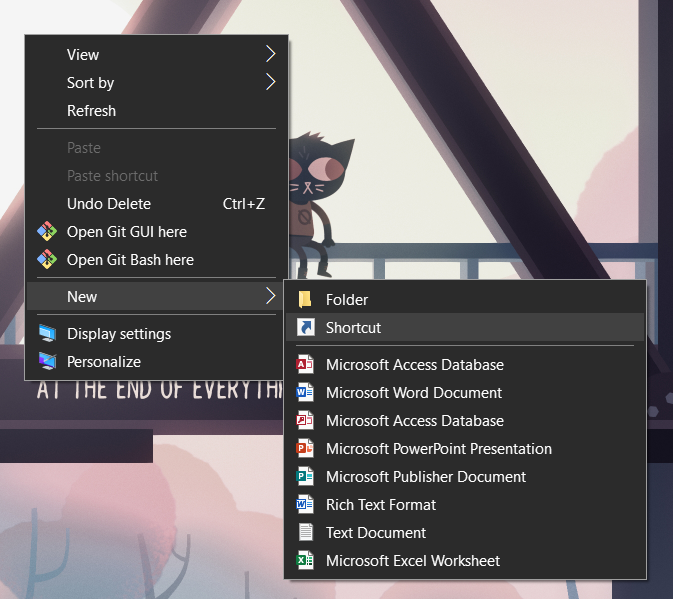 View
Sort by
Refresh
Paste
Paste shortcut
Undo Delete Ctrl+Z
Open Git GUI here
Open Git Bash here
New
Display settings
Personalize
AT THE END OF
Folder
Shortcut
Microsoft Access Database
Microsoft Word Document
Microsoft Access Database
Microsoft PowerPoint Presentation
Microsoft Publisher Document
Rich Text Format
Text Document
Microsoft Excel Worksheet